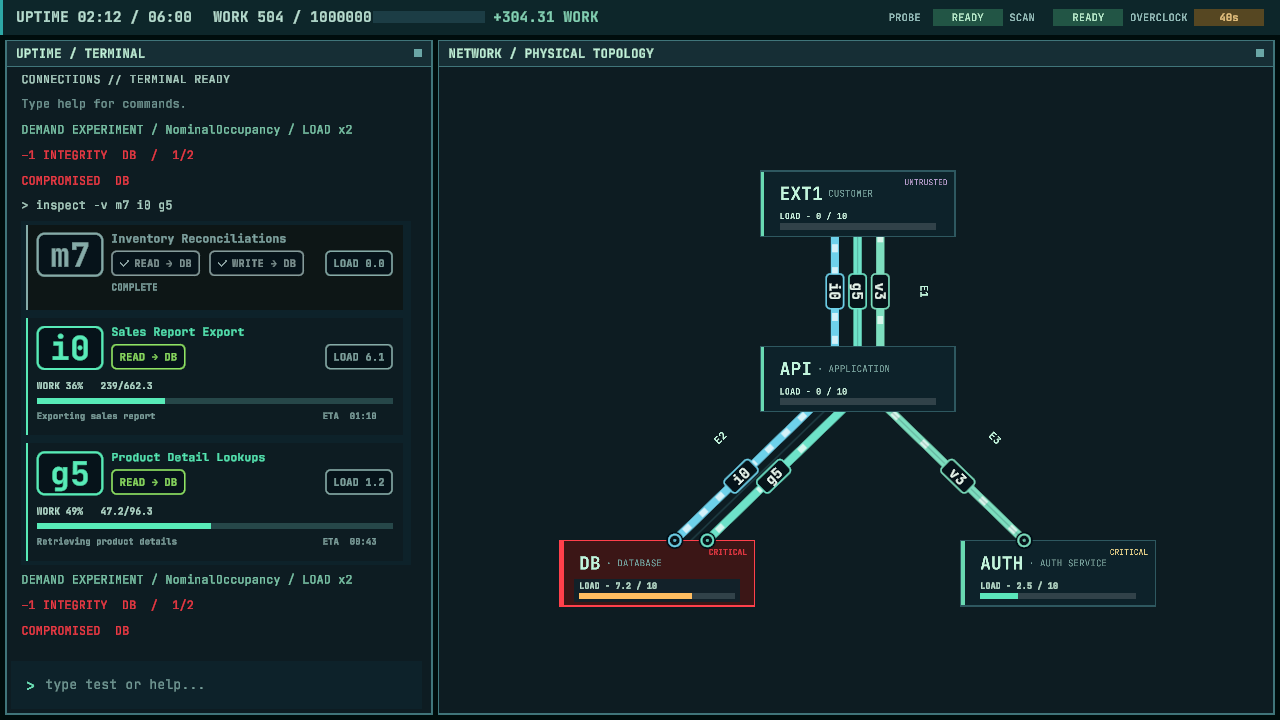 UPTIME 02:12 / 06:00 WORK 504 / 1000000 +304.31 WORK PROBE READY SCAN READY OVERCLOCK 40s
UPTIME / TERMINAL
CONNECTIONS // TERMINAL READY
Type help for commands.
DEMAND EXPERIMENT / NominalOccupancy / LOAD x2
−1 INTEGRITY DB / 1/2
COMPROMISED DB
> inspect -v m7 i0 g5
m7 Inventory Reconciliations
✓ READ → DB ✓ WRITE → DB LOAD 0.0
COMPLETE
i0 Sales Report Export
READ → DB LOAD 6.1
WORK 36% 239/662.3
Exporting sales report ETA 01:10
g5 Product Detail Lookups
READ → DB LOAD 1.2
WORK 49% 47.2/96.3
Retrieving product details ETA 00:43
DEMAND EXPERIMENT / NominalOccupancy / LOAD x2
−1 INTEGRITY DB / 1/2
COMPROMISED DB
> type test or help...
NETWORK / PHYSICAL TOPOLOGY
UNTRUSTED
EXT1 CUSTOMER
LOAD - 0 / 10
i0 g5 v3 E1
API · APPLICATION
LOAD - 0 / 10
E2 E3
i0 g5 v3
CRITICAL
DB · DATABASE
LOAD - 7.2 / 10
CRITICAL
AUTH · AUTH SERVICE
LOAD - 2.5 / 10